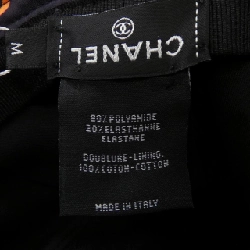 CHANEL
M
80% POLYAMIDE
20% ELASTHANNE
ELASTANE
DOUBLURE-LINING.
100% COTON-COTTON
MADE IN ITALY